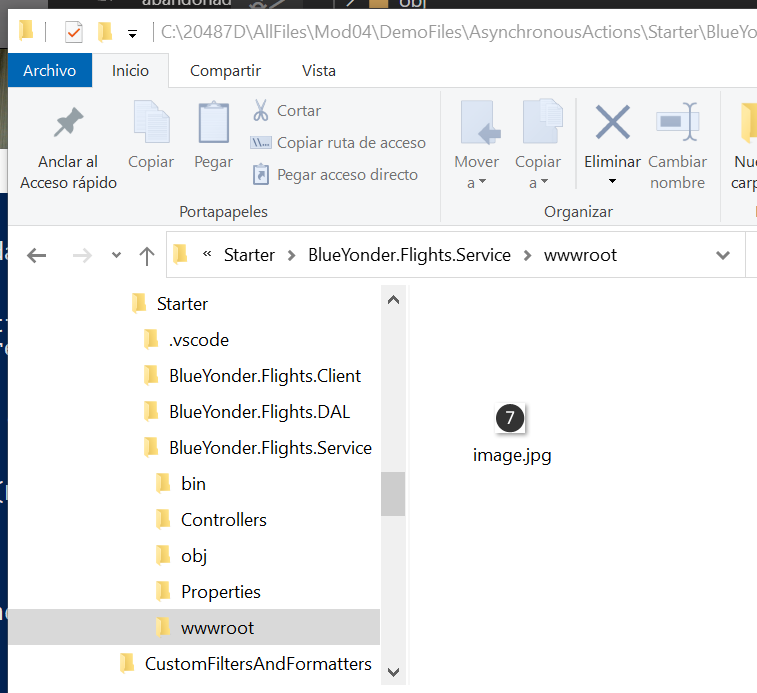 abandonad
obj
C:\20487D\AllFiles\Mod04\DemoFiles\AsynchronousActions\Starter\BlueYo
Archivo
Inicio
Compartir
Vista
Anclar al
Acceso rápido
Copiar
Pegar
Cortar
Copiar ruta de acceso
Pegar acceso directo
Portapapeles
Mover
a
Copiar
a
Eliminar
Cambiar
nombre
Nue
carp
Organizar
« Starter > BlueYonder.Flights.Service > wwwroot
Starter
.vscode
BlueYonder.Flights.Client
BlueYonder.Flights.DAL
BlueYonder.Flights.Service
bin
Controllers
obj
Properties
wwwroot
CustomFiltersAndFormatters
7
image.jpg